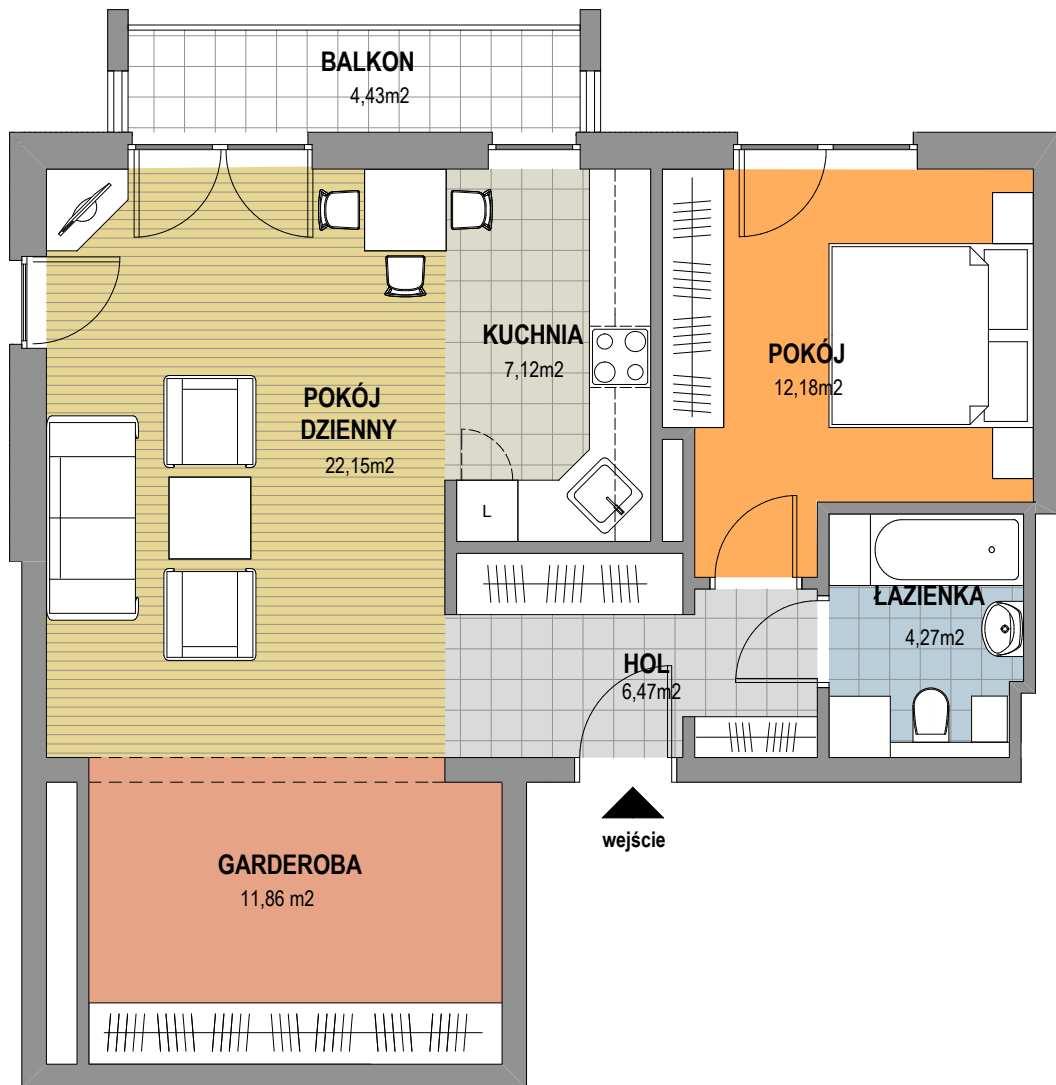 BALKON
4,43m2
KUCHNIA
7,12m2
POKÓJ
12,18m2
POKÓJ
DZIENNY
22,15m2
L
ŁAZIENKA
4,27m2
HOL
6,47m2
wejście
GARDEROBA
11,86 m2